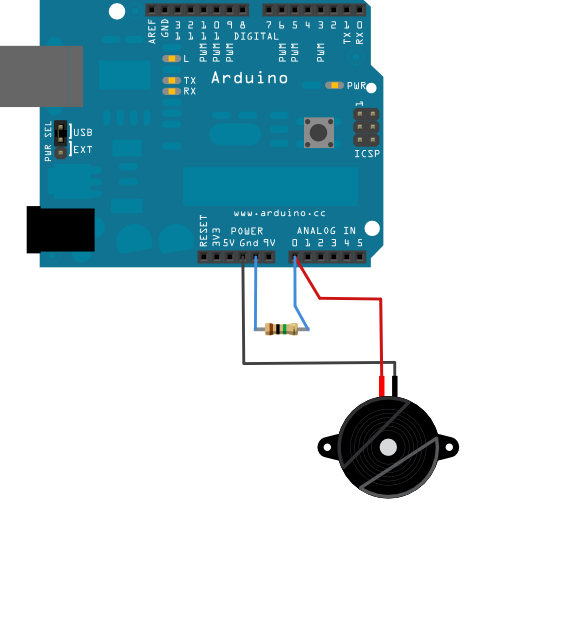 AREF
GND
13
12
11
10
9
8
7
6
5
4
3
2
1
0
DIGITAL
PWM
PWM
PWM
PWM
PWM
PWM
TX
RX
L
TX
RX
Arduino
PWR
1
ICSP
PWR SEL
USB
EXT
www.arduino.cc
POWER
ANALOG IN
RESET
3V3
5V
Gnd
9V
0 1 2 3 4 5